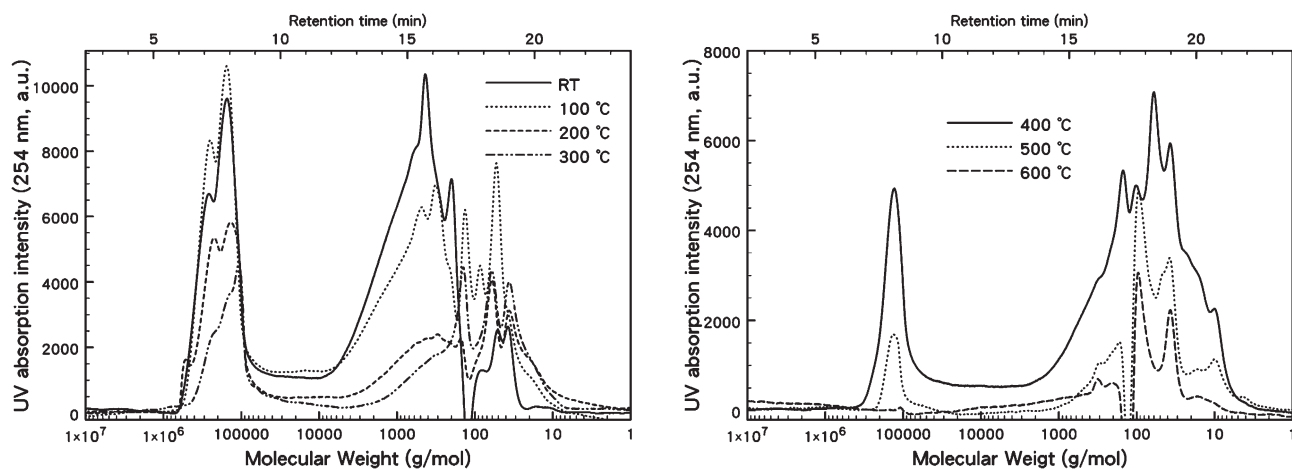 Retention time (min)
5 10 15 20
UV absorption intensity (254 nm, a.u.)
10000
8000
6000
4000
2000
0
RT
100 °C
200 °C
300 °C
1×10⁷ 1×10⁶ 100000 10000 1000 100 10 1
Molecular Weight (g/mol)
Retention time (min)
5 10 15 20
UV absorption intensity (254 nm, a.u.)
8000
6000
4000
2000
0
400 °C
500 °C
600 °C
1×10⁷ 1×10⁶ 100000 10000 1000 100 10 1
Molecular Weigt (g/mol)